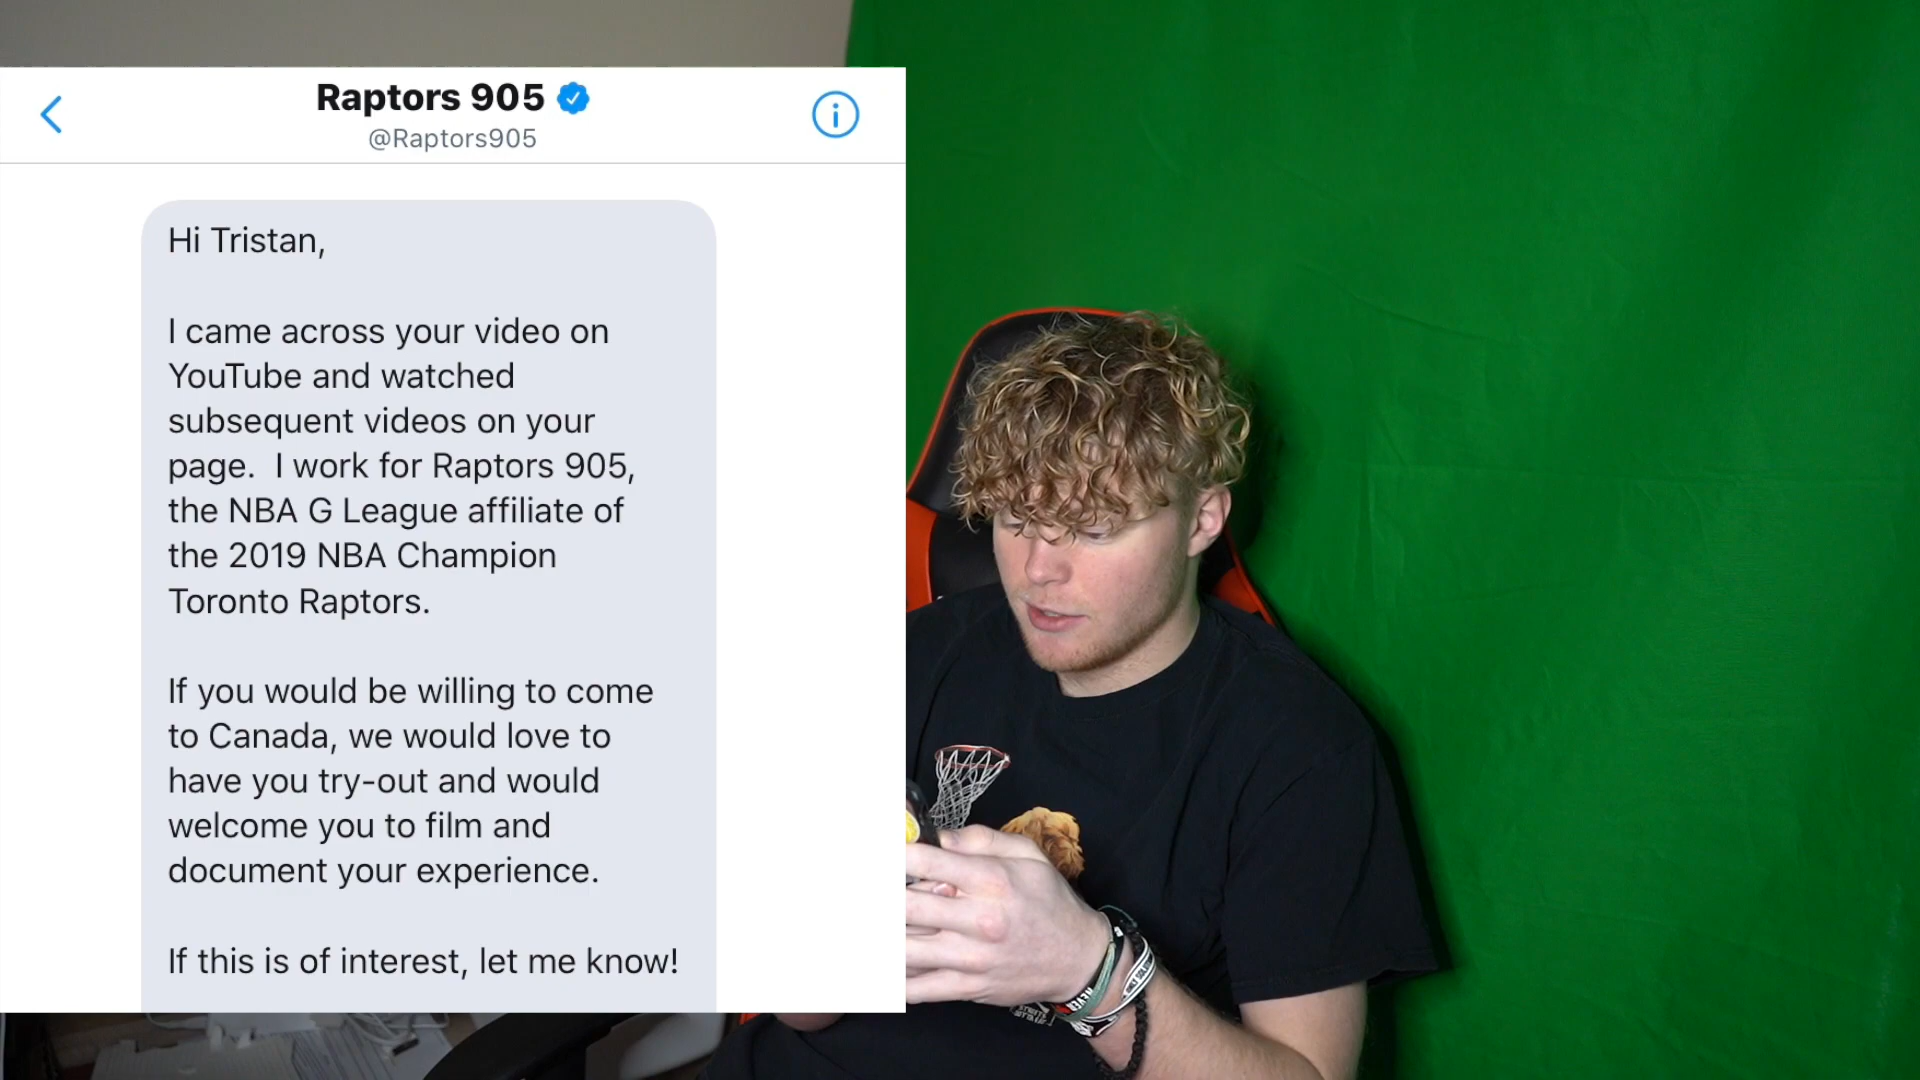 Raptors 905
@Raptors905
Hi Tristan,
I came across your video on
YouTube and watched
subsequent videos on your
page.  I work for Raptors 905,
the NBA G League affiliate of
the 2019 NBA Champion
Toronto Raptors.
If you would be willing to come
to Canada, we would love to
have you try-out and would
welcome you to film and
document your experience.
If this is of interest, let me know!